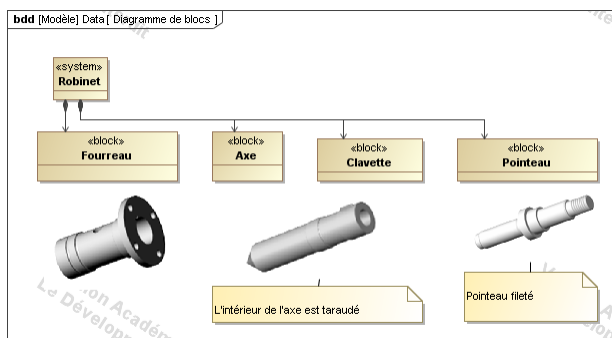 bdd [Modèle] Data [ Diagramme de blocs ]
«system»
Robinet
«block»
Fourreau
«block»
Axe
«block»
Clavette
«block»
Pointeau
L'intérieur de l'axe est taraudé
Pointeau fileté